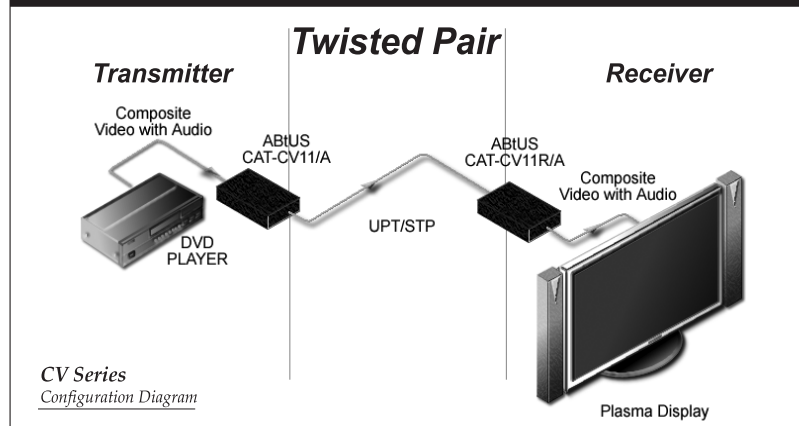 Twisted Pair
Transmitter
Receiver
Composite
Video with Audio
ABtUS
CAT-CV11/A
ABtUS
CAT-CV11R/A
Composite
Video with Audio
UPT/STP
DVD
PLAYER
CV Series
Configuration Diagram
Plasma Display